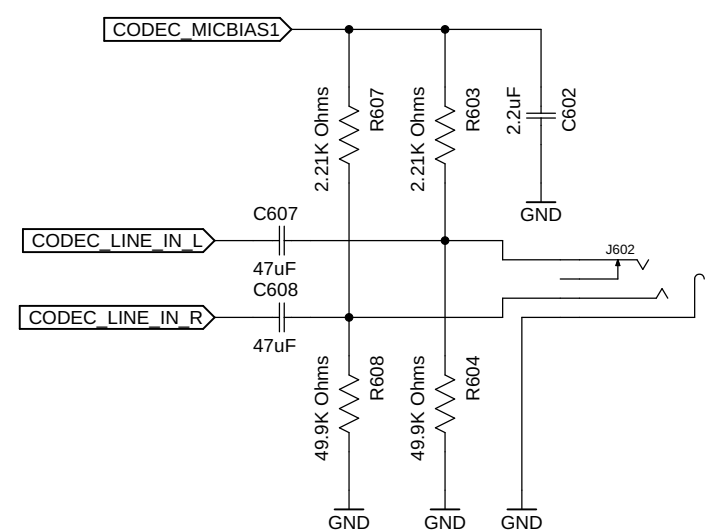 CODEC_MICBIAS1
2.21K Ohms
R607
2.21K Ohms
R603
2.2uF
C602
GND
C607
CODEC_LINE_IN_L
47uF
J602
C608
CODEC_LINE_IN_R
47uF
49.9K Ohms
R608
49.9K Ohms
R604
GND
GND
GND